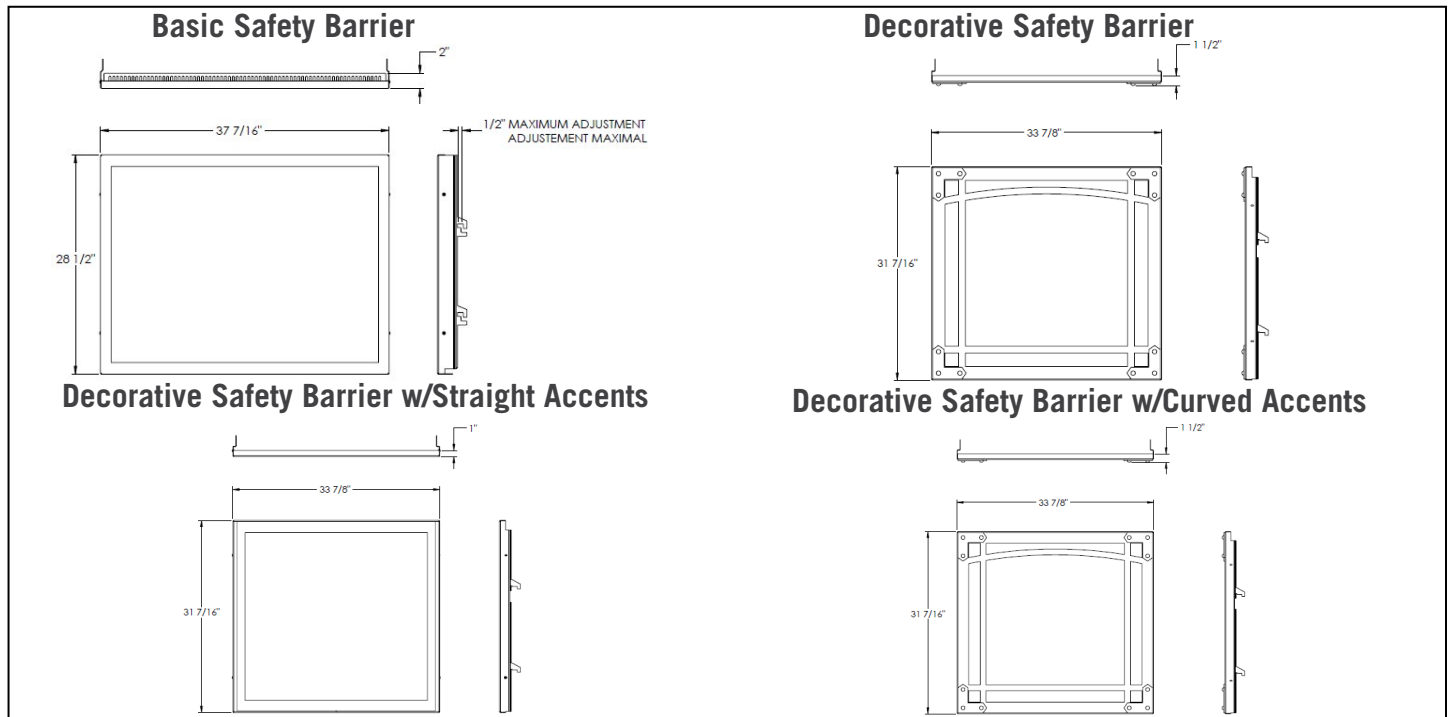 Basic Safety Barrier
2"
37 7/16"
1/2" MAXIMUM ADJUSTMENT
ADJUSTEMENT MAXIMAL
28 1/2"
Decorative Safety Barrier
1 1/2"
33 7/8"
31 7/16"
Decorative Safety Barrier w/Straight Accents
1"
33 7/8"
31 7/16"
Decorative Safety Barrier w/Curved Accents
1 1/2"
33 7/8"
31 7/16"